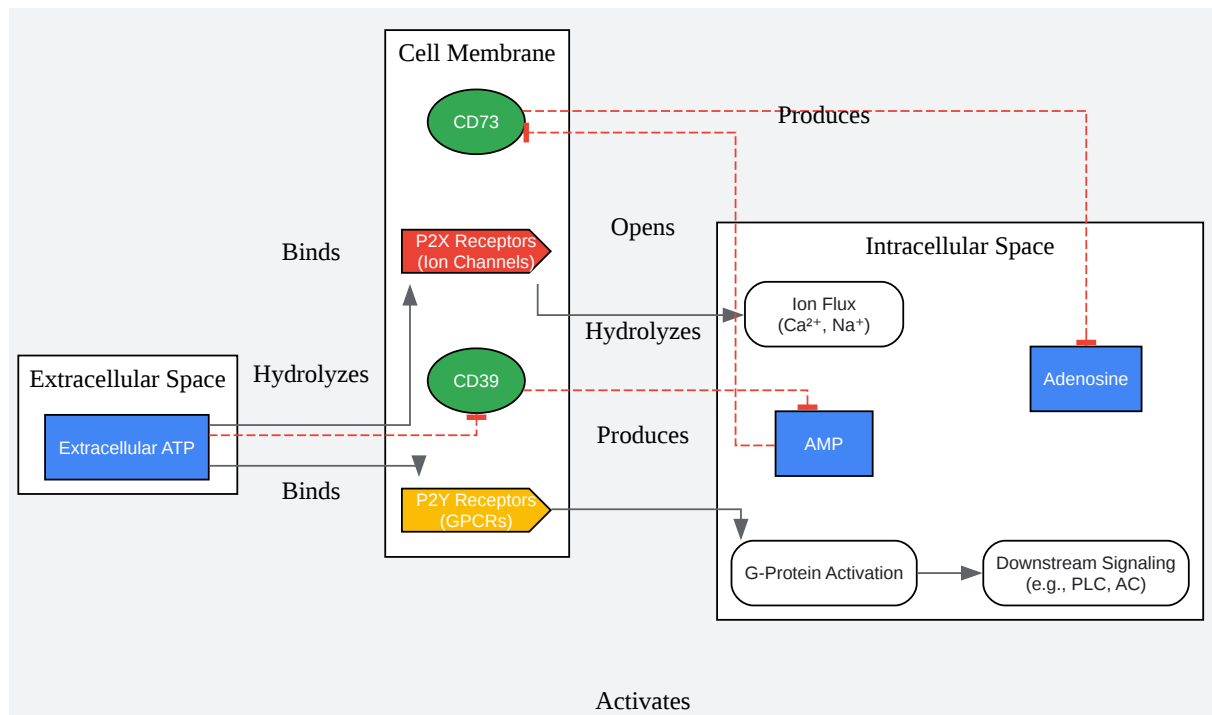 Cell Membrane
CD73
Produces
P2X Receptors
(Ion Channels)
Opens
Binds
Intracellular Space
Ion Flux
(Ca²⁺, Na⁺)
Hydrolyzes
Extracellular Space
Hydrolyzes
CD39
Adenosine
Extracellular ATP
Produces
AMP
Binds
P2Y Receptors
(GPCRs)
G-Protein Activation
Downstream Signaling
(e.g., PLC, AC)
Activates